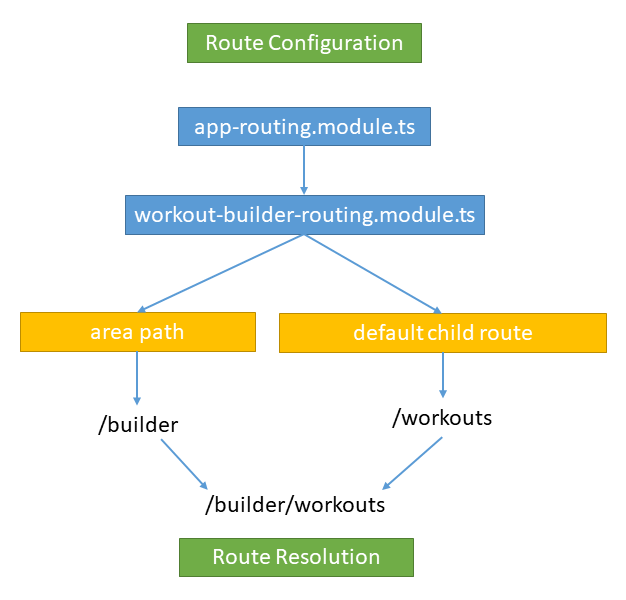 Route Configuration
app-routing.module.ts
workout-builder-routing.module.ts
area path
default child route
/builder
/workouts
/builder/workouts
Route Resolution